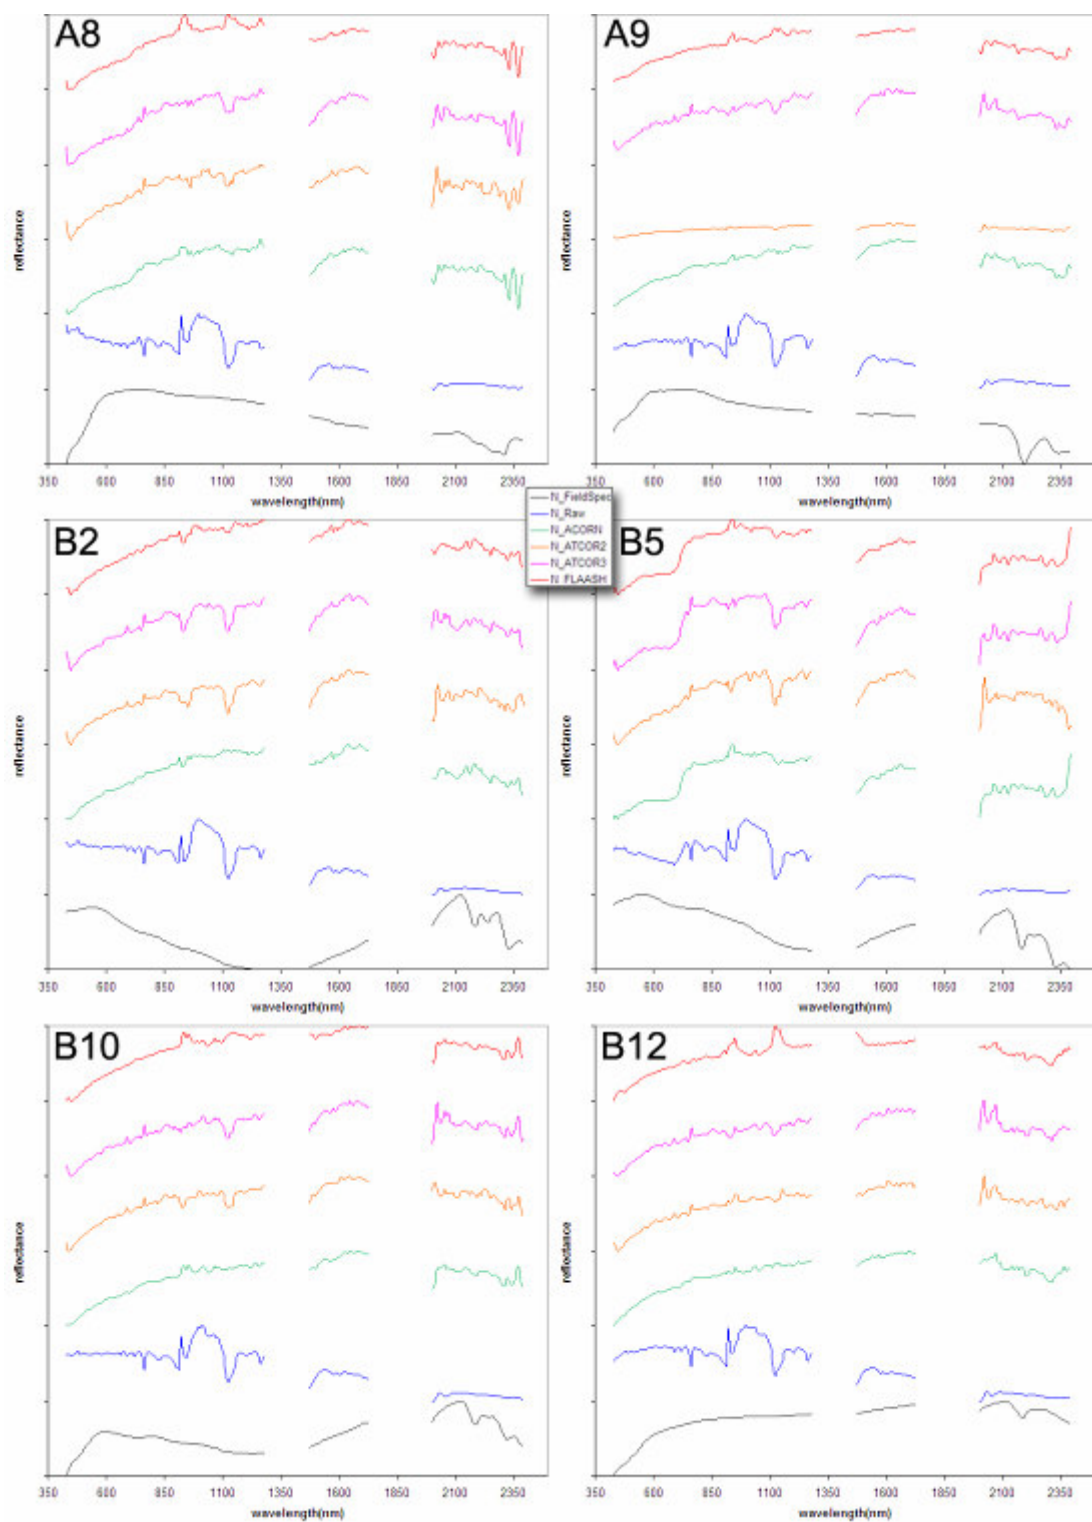 A8
A9
reflectance
reflectance
350 600 850 1100 1350 1600 1850 2100 2350
350 600 850 1100 1350 1600 1850 2100 2350
wavelength(nm)
wavelength(nm)
N_FieldSpec
N_Raw
N_ACORN
N_ATCOR2
N_ATCOR3
N_FLAASH
B2
B5
reflectance
reflectance
350 600 850 1100 1350 1600 1850 2100 2350
350 600 850 1100 1350 1600 1850 2100 2350
wavelength(nm)
wavelength(nm)
B10
B12
reflectance
reflectance
350 600 850 1100 1350 1600 1850 2100 2350
350 600 850 1100 1350 1600 1850 2100 2350
wavelength(nm)
wavelength(nm)